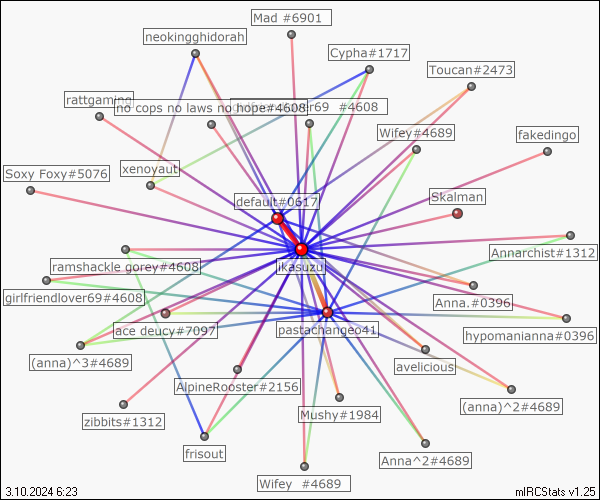 Mad #6901
neokingghidorah
Cypha#1717
Toucan#2473
rattgaming
no cops no laws no hope#4608
r69 #4608
Wifey#4689
fakedingo
Soxy Foxy#5076
xenoyaut
default#0617
Skalman
Annarchist#1312
ramshackle gorey#4608
ikasuzu
girlfriendlover69#4608
Anna.#0396
ace deucy#7097
pastachangeo41
hypomanianna#0396
(anna)^3#4689
avelicious
AlpineRooster#2156
(anna)^2#4689
zibbits#1312
Mushy#1984
frisout
Anna^2#4689
Wifey #4689
3.10.2024 6:23
mIRCStats v1.25